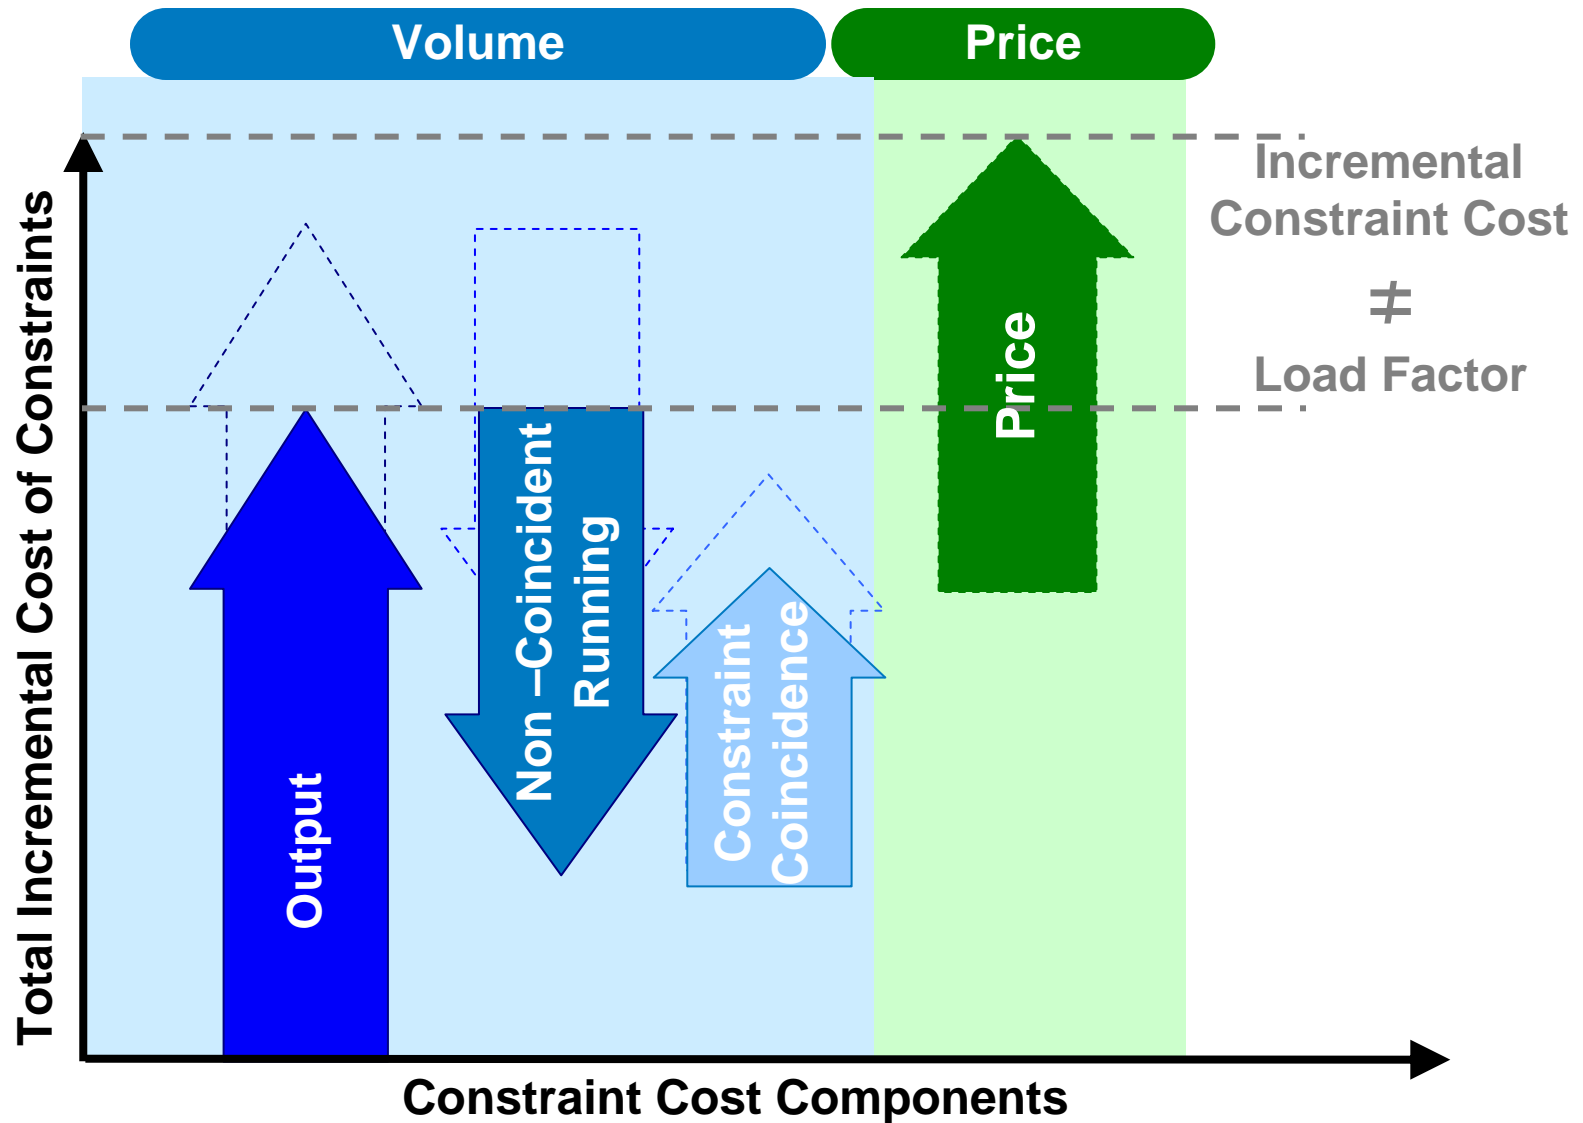 Volume
Price
Total Incremental Cost of Constraints
Output
Non –Coincident
Running
Constraint
Coincidence
Price
Incremental
Constraint Cost
≠
Load Factor
Constraint Cost Components